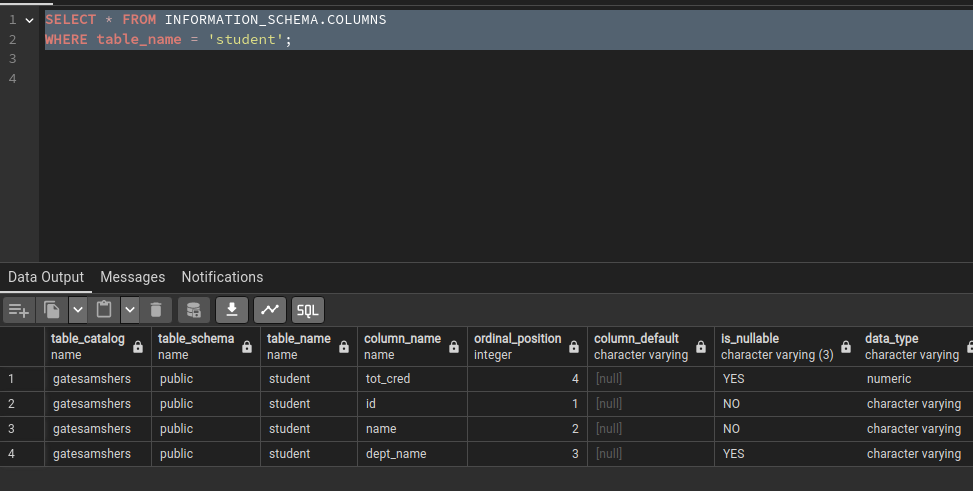 1 SELECT * FROM INFORMATION_SCHEMA.COLUMNS
2 WHERE table_name = 'student';
3
4
Data Output Messages Notifications
SQL
table_catalog table_schema table_name column_name ordinal_position column_default is_nullable data_type
name name name name integer character varying character varying (3) character varying
1 gatesamshers public student tot_cred 4 [null] YES numeric
2 gatesamshers public student id 1 [null] NO character varying
3 gatesamshers public student name 2 [null] NO character varying
4 gatesamshers public student dept_name 3 [null] YES character varying